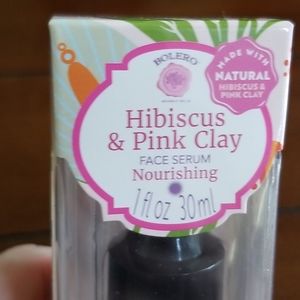 BOLERO
MADE WITH
NATURAL
HIBISCUS &
PINK CLAY
Hibiscus
& Pink Clay
FACE SERUM
Nourishing
1 fl oz 30ml